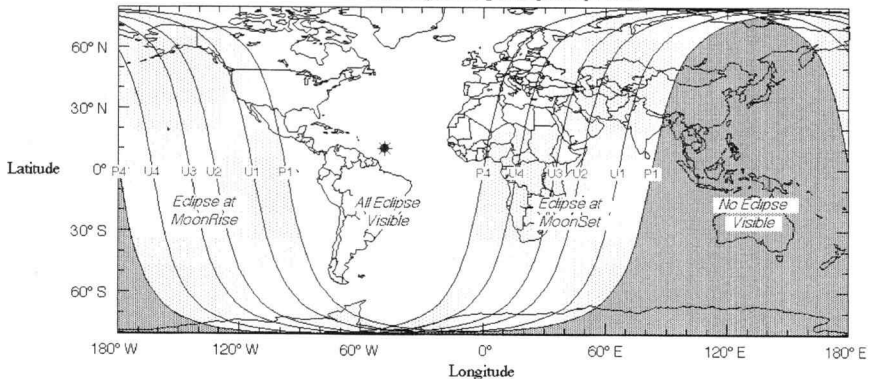 60° N
30° N
Latitude
0°
P4 U4 U3 U2 U1 P1 P4 U4 U3 U2 U1 P1
Eclipse at
MoonRise
All Eclipse
Visible
Eclipse at
MoonSet
No Eclipse
Visible
30° S
60° S
180° W 120° W 60° W 0° 60° E 120° E 180° E
Longitude